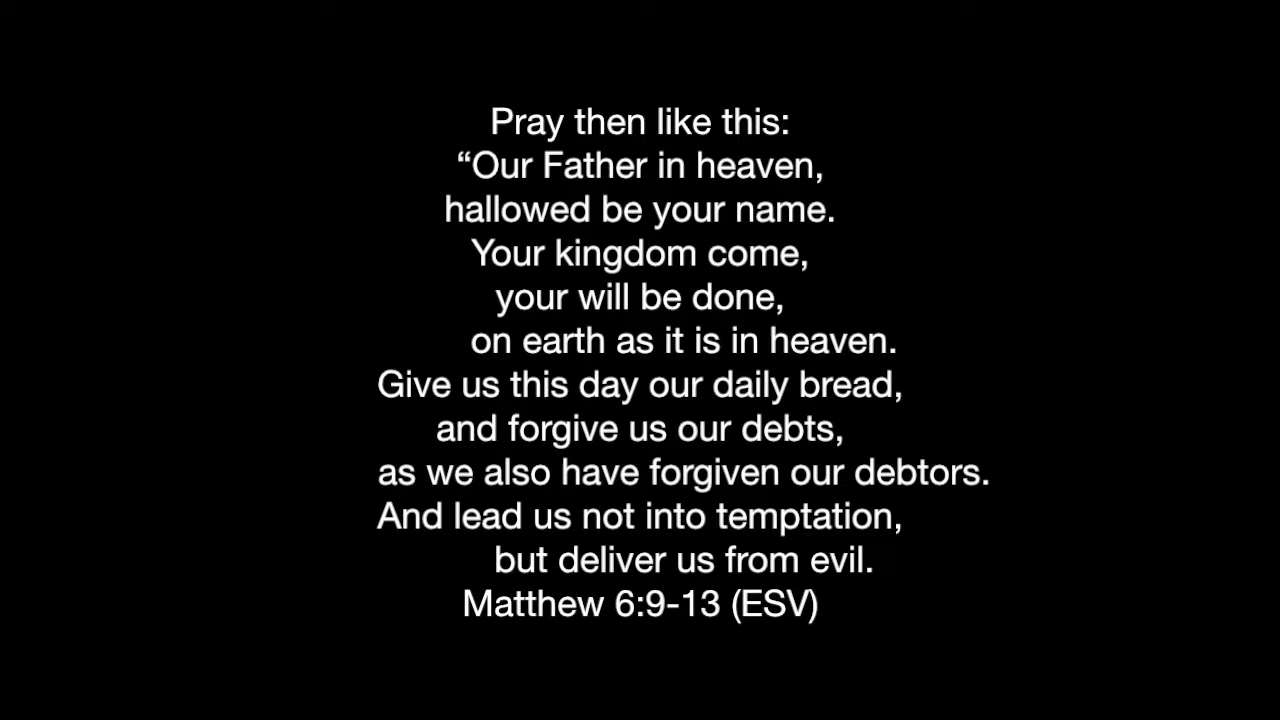 Pray then like this:
“Our Father in heaven,
hallowed be your name.
Your kingdom come,
your will be done,
on earth as it is in heaven.
Give us this day our daily bread,
and forgive us our debts,
as we also have forgiven our debtors.
And lead us not into temptation,
but deliver us from evil.
Matthew 6:9-13 (ESV)